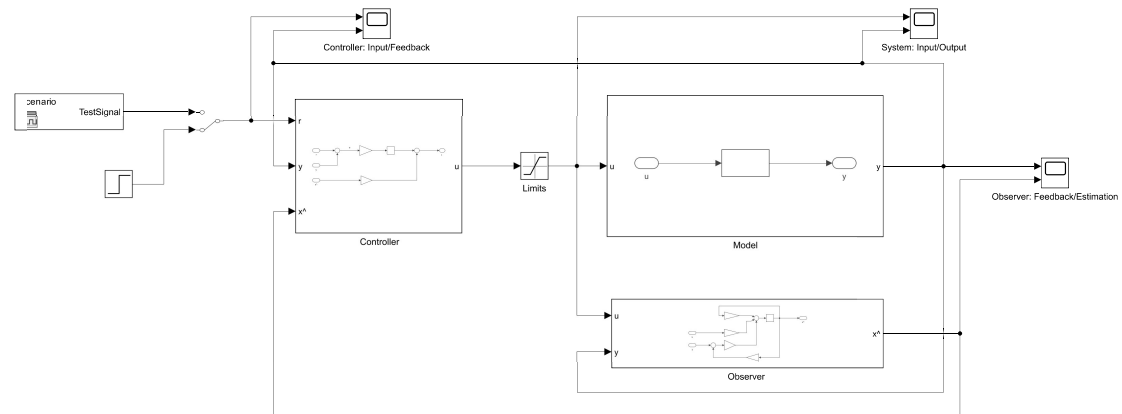 Controller: Input/Feedback
System: Input/Output
cenario
TestSignal
r
y
x^
u
Controller
Limits
u
u
y
y
Model
Observer: Feedback/Estimation
u
y
x^
Observer